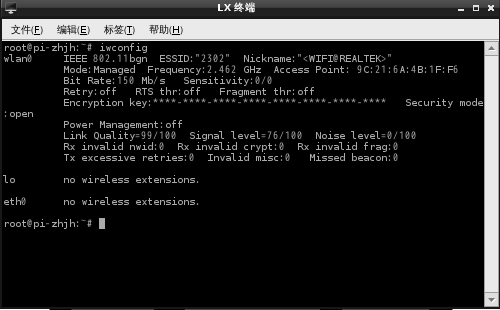 LX 终端
文件(F) 编辑(E) 标签(T) 帮助(H)
root@pi-zhjh:~# iwconfig
wlan0     IEEE 802.11bgn  ESSID:"2302"  Nickname:"<WIFI@REALTEK>"
          Mode:Managed  Frequency:2.462 GHz  Access Point: 9C:21:6A:4B:1F:F6
          Bit Rate:150 Mb/s   Sensitivity:0/0
          Retry:off   RTS thr:off   Fragment thr:off
          Encryption key:****-****-****-****-****-****-****-****   Security mode
:open
          Power Management:off
          Link Quality=99/100  Signal level=76/100  Noise level=0/100
          Rx invalid nwid:0  Rx invalid crypt:0  Rx invalid frag:0
          Tx excessive retries:0  Invalid misc:0   Missed beacon:0
lo        no wireless extensions.
eth0      no wireless extensions.
root@pi-zhjh:~#